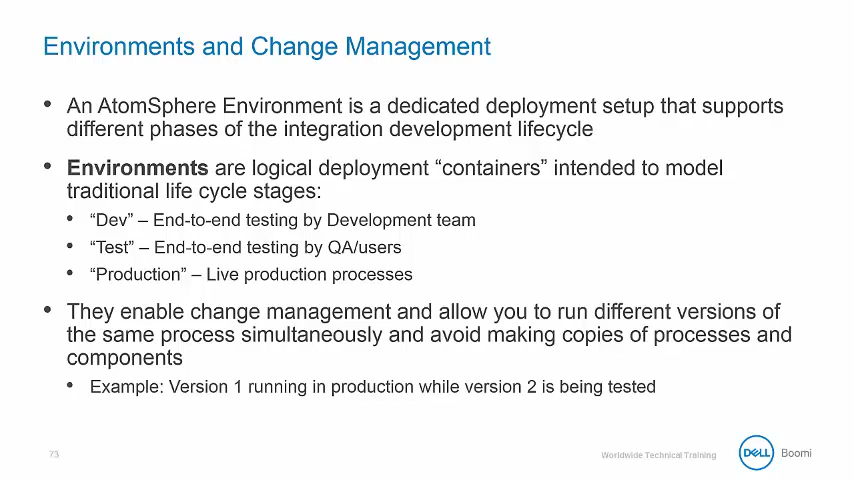 Environments and Change Management
• An AtomSphere Environment is a dedicated deployment setup that supports
different phases of the integration development lifecycle
• Environments are logical deployment “containers” intended to model
traditional life cycle stages:
• “Dev” – End-to-end testing by Development team
• “Test” – End-to-end testing by QA/users
• “Production” – Live production processes
• They enable change management and allow you to run different versions of
the same process simultaneously and avoid making copies of processes and
components
• Example: Version 1 running in production while version 2 is being tested
73
Worldwide Technical Training
DELL Boomi